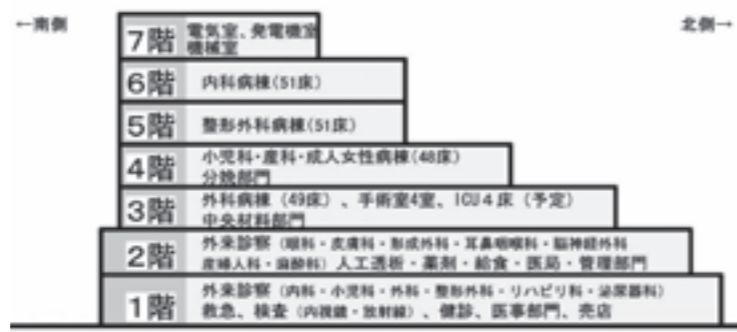 ←南側
北側→
7階 電気室、発電機室
機械室
6階 内科病棟(51床)
5階 整形外科病棟(51床)
4階 小児科・産科・成人女性病棟(48床)
分娩部門
3階 外科病棟(49床)、手術室4室、ICU4床(予定)
中央材料部門
2階 外来診察(眼科・皮膚科・形成外科・耳鼻咽喉科・脳神経外科
産婦人科・麻酔科)人工透析・薬剤・給食・医局・管理部門
1階 外来診察(内科・小児科・外科・整形外科・リハビリ科・泌尿器科)
救急、検査(内視鏡・放射線)、健診、医事部門、売店